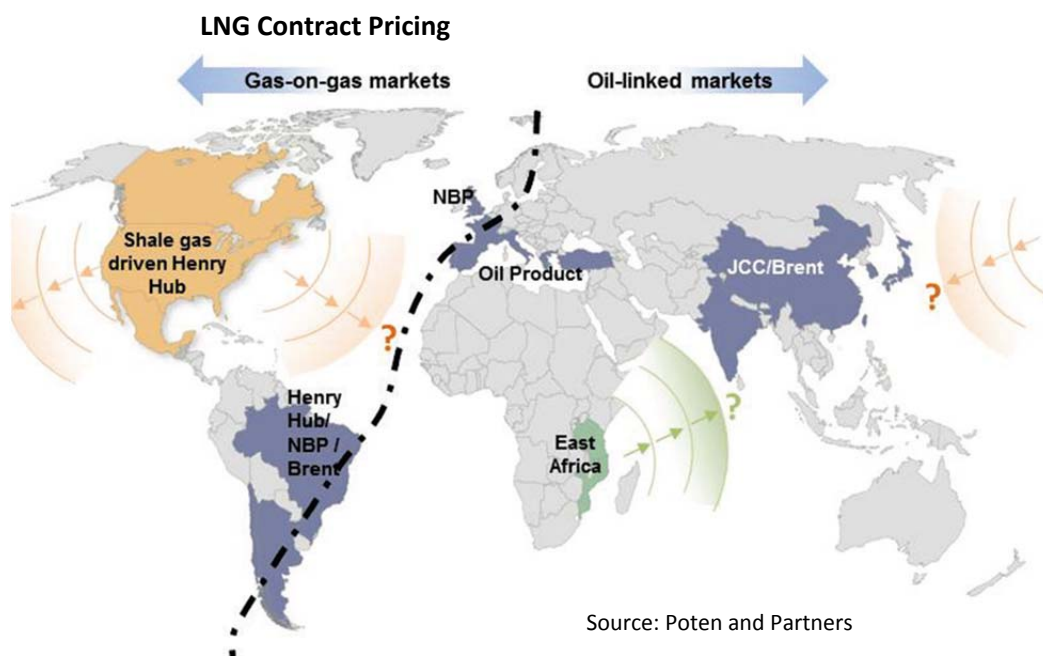 LNG Contract Pricing
Gas-on-gas markets
Oil-linked markets
NBP
Shale gas
driven Henry
Hub
Oil Product
JCC/Brent
?
?
Henry
Hub/
NBP /
Brent
?
East
Africa
Source: Poten and Partners